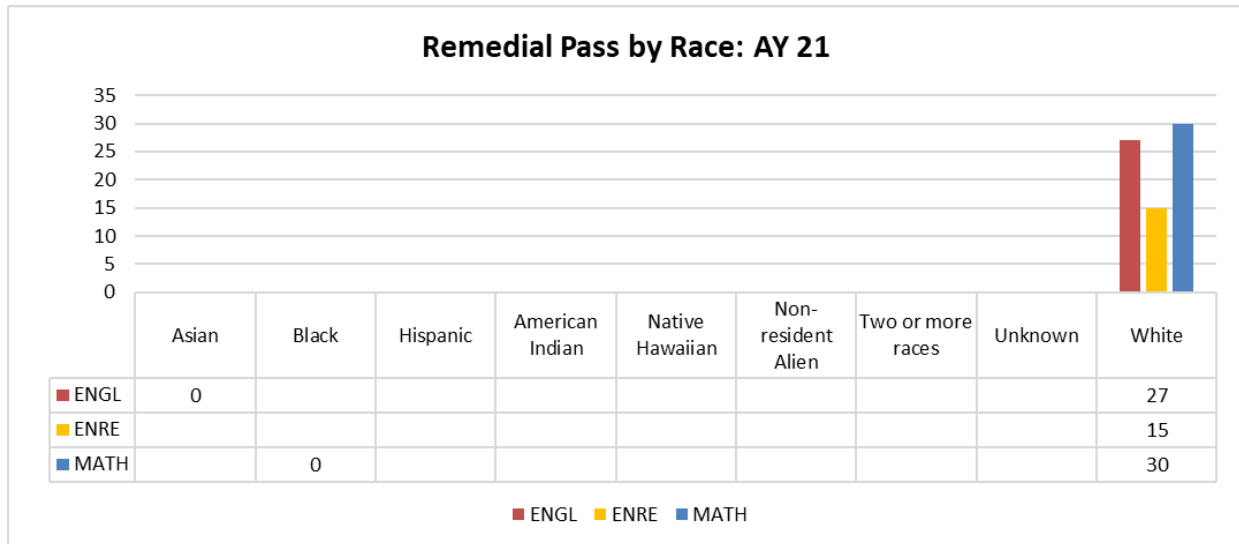 Remedial Pass by Race: AY 21
35
30
25
20
15
10
5
0
Asian Black Hispanic American Indian Native Hawaiian Non-resident Alien Two or more races Unknown White
ENGL 0 27
ENRE 15
MATH 0 30
ENGL ENRE MATH